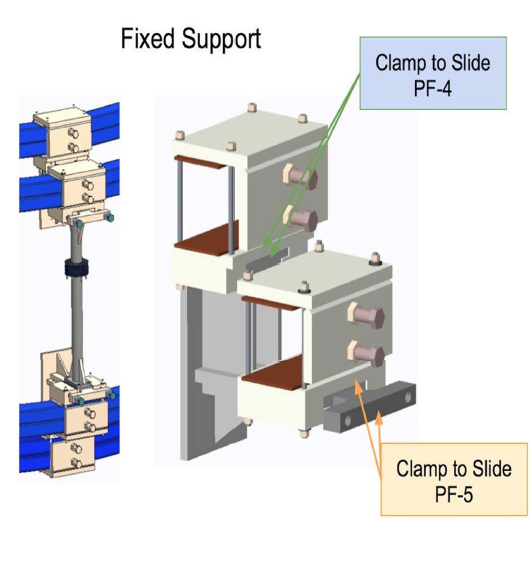 Fixed Support
Clamp to Slide
PF-4
Clamp to Slide
PF-5